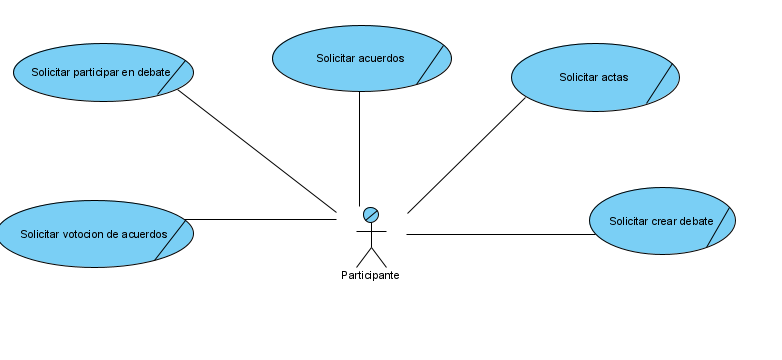 Solicitar acuerdos
Solicitar participar en debate
Solicitar actas
Solicitar votocion de acuerdos
Solicitar crear debate
Participante